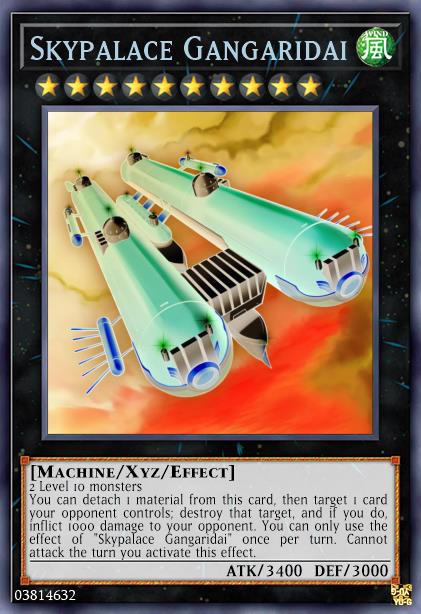 Skypalace Gangaridai
WIND
風
[Machine/Xyz/Effect]
2 Level 10 monsters
You can detach 1 material from this card, then target 1 card
your opponent controls; destroy that target, and if you do,
inflict 1000 damage to your opponent. You can only use the
effect of "Skypalace Gangaridai" once per turn. Cannot
attack the turn you activate this effect.
ATK/3400 DEF/3000
03814632